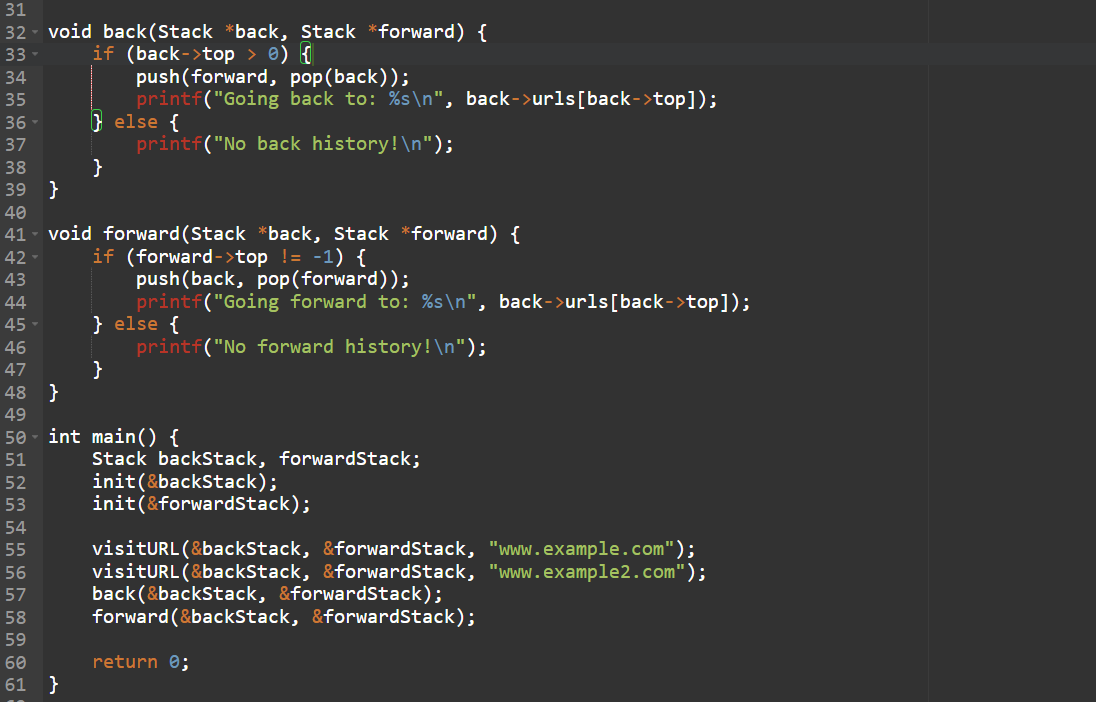 31
32 void back(Stack *back, Stack *forward) {
33     if (back->top > 0) {
34         push(forward, pop(back));
35         printf("Going back to: %s\n", back->urls[back->top]);
36     } else {
37         printf("No back history!\n");
38     }
39 }
40
41 void forward(Stack *back, Stack *forward) {
42     if (forward->top != -1) {
43         push(back, pop(forward));
44         printf("Going forward to: %s\n", back->urls[back->top]);
45     } else {
46         printf("No forward history!\n");
47     }
48 }
49
50 int main() {
51     Stack backStack, forwardStack;
52     init(&backStack);
53     init(&forwardStack);
54
55     visitURL(&backStack, &forwardStack, "www.example.com");
56     visitURL(&backStack, &forwardStack, "www.example2.com");
57     back(&backStack, &forwardStack);
58     forward(&backStack, &forwardStack);
59
60     return 0;
61 }